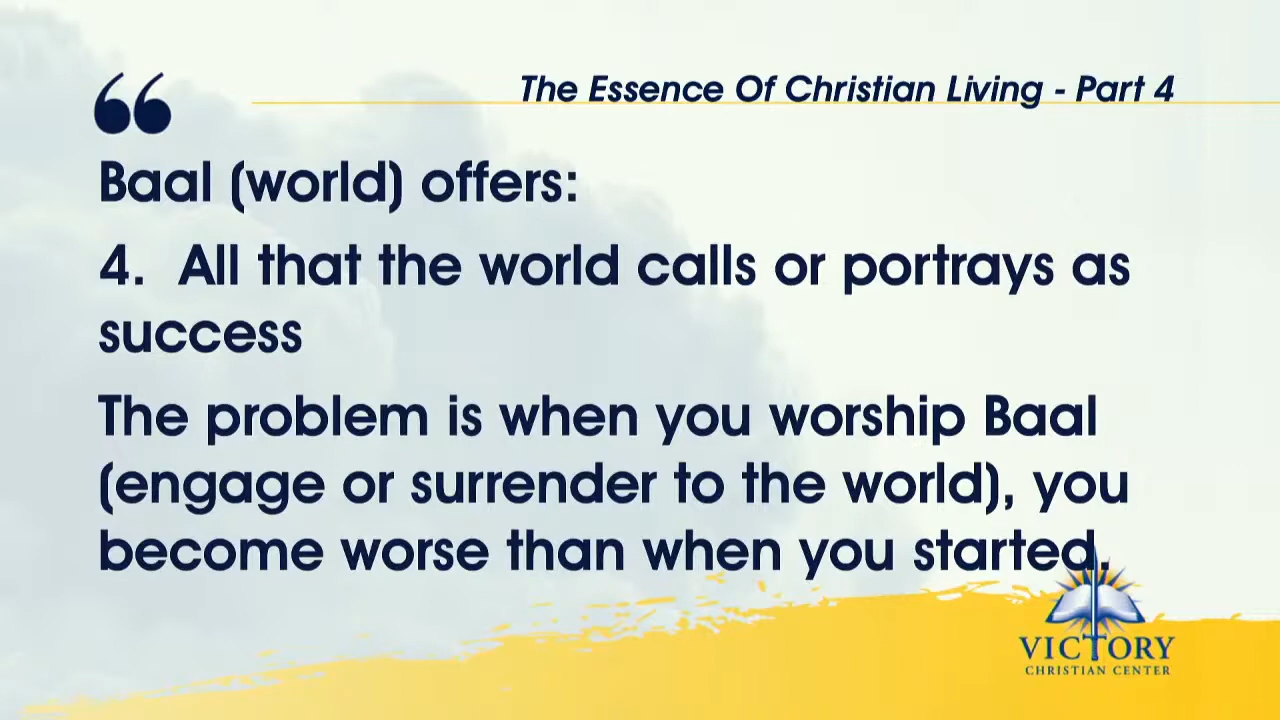 The Essence Of Christian Living - Part 4
“
Baal (world) offers:
4. All that the world calls or portrays as
success
The problem is when you worship Baal
(engage or surrender to the world), you
become worse than when you started.
VICTORY
CHRISTIAN CENTER